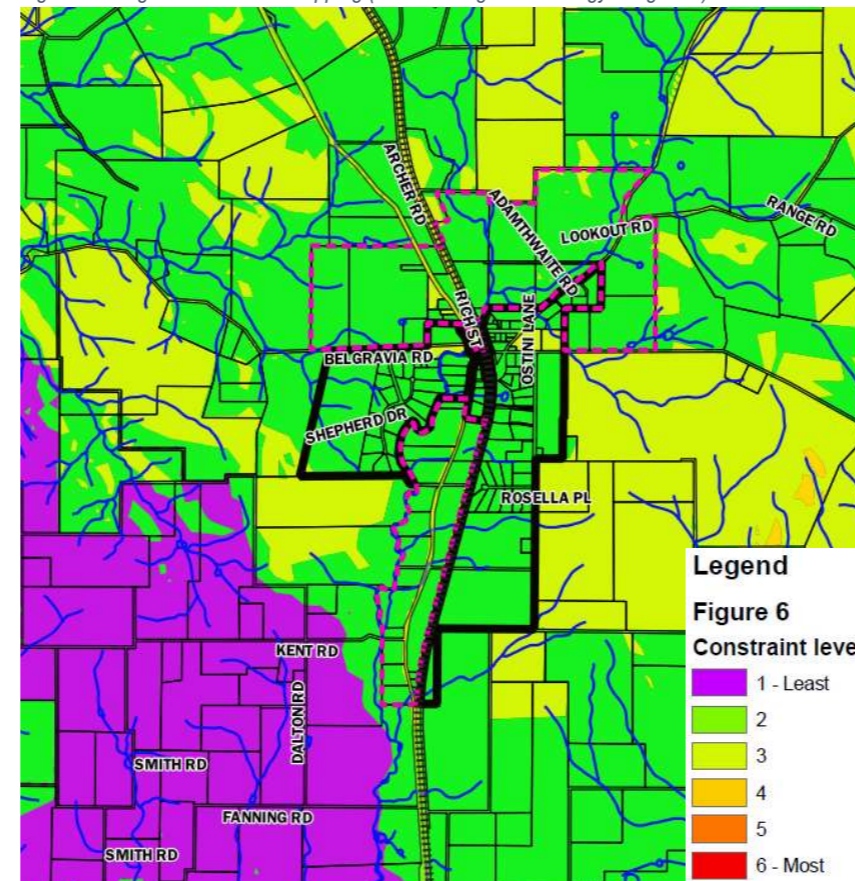 ARCHER RD
ADAMTHWAITE RD
RANGE RD
LOOKOUT RD
RICH ST
OSTINI LANE
BELGRAVIA RD
SHEPHERD DR
ROSELLA PL
KENT RD
DALTON RD
SMITH RD
FANNING RD
SMITH RD
Legend
Figure 6
Constraint leve
1 - Least
2
3
4
5
6 - Most